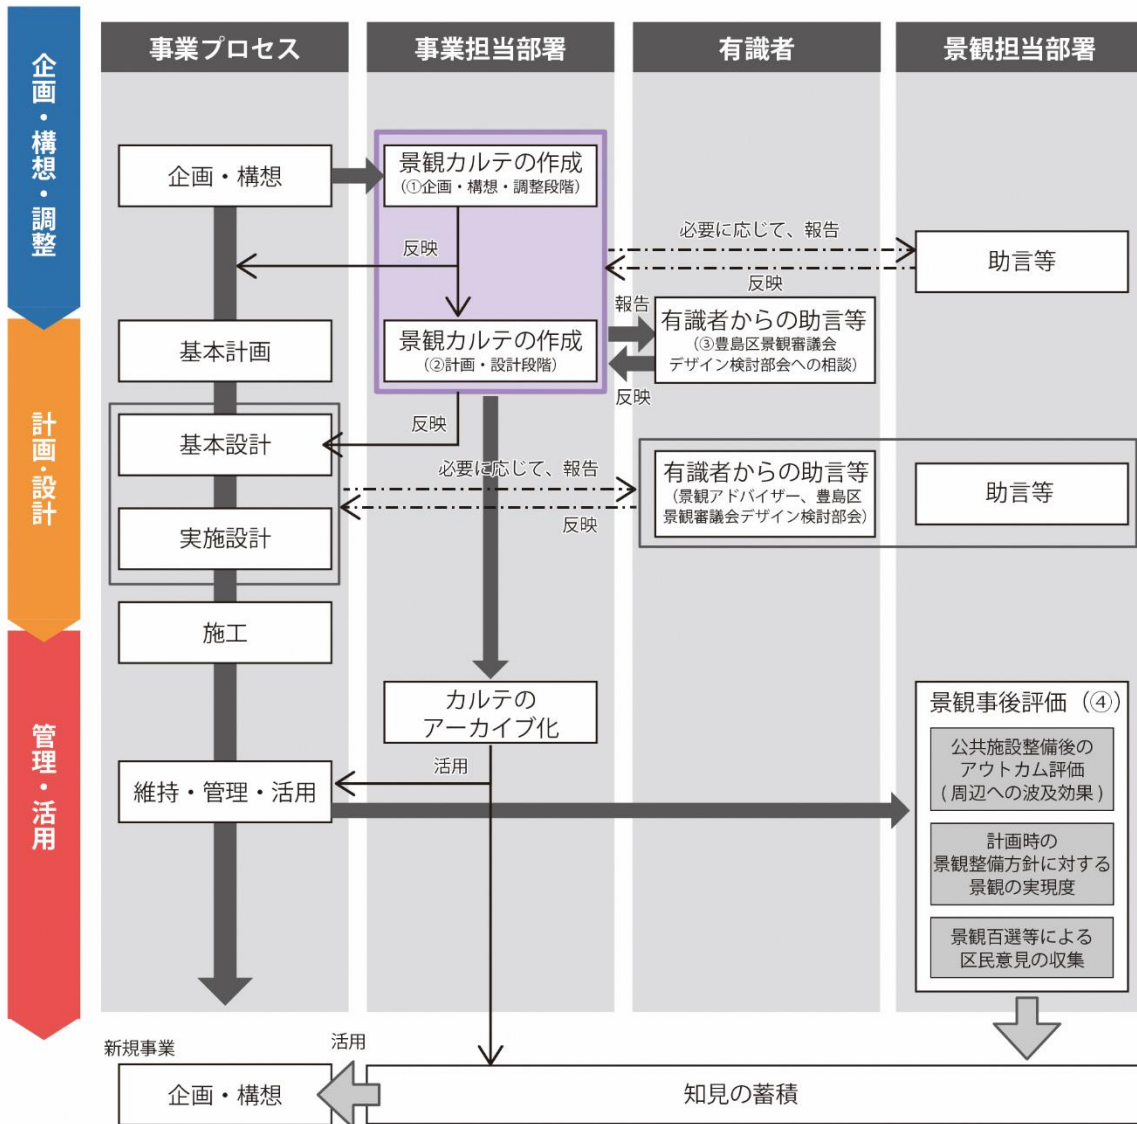 企画・構想・調整
計画・設計
管理・活用
事業プロセス
事業担当部署
有識者
景観担当部署
企画・構想
景観カルテの作成
(①企画・構想・調整段階)
反映
必要に応じて、報告
反映
助言等
基本計画
景観カルテの作成
(②計画・設計段階)
報告
反映
有識者からの助言等
(③豊島区景観審議会
デザイン検討部会への相談)
反映
基本設計
実施設計
必要に応じて、報告
反映
有識者からの助言等
(景観アドバイザー、豊島区
景観審議会デザイン検討部会)
助言等
施工
カルテの
アーカイブ化
活用
維持・管理・活用
景観事後評価（④）
公共施設整備後の
アウトカム評価
(周辺への波及効果)
計画時の
景観整備方針に対する
景観の実現度
景観百選等による
区民意見の収集
新規事業
企画・構想
活用
知見の蓄積